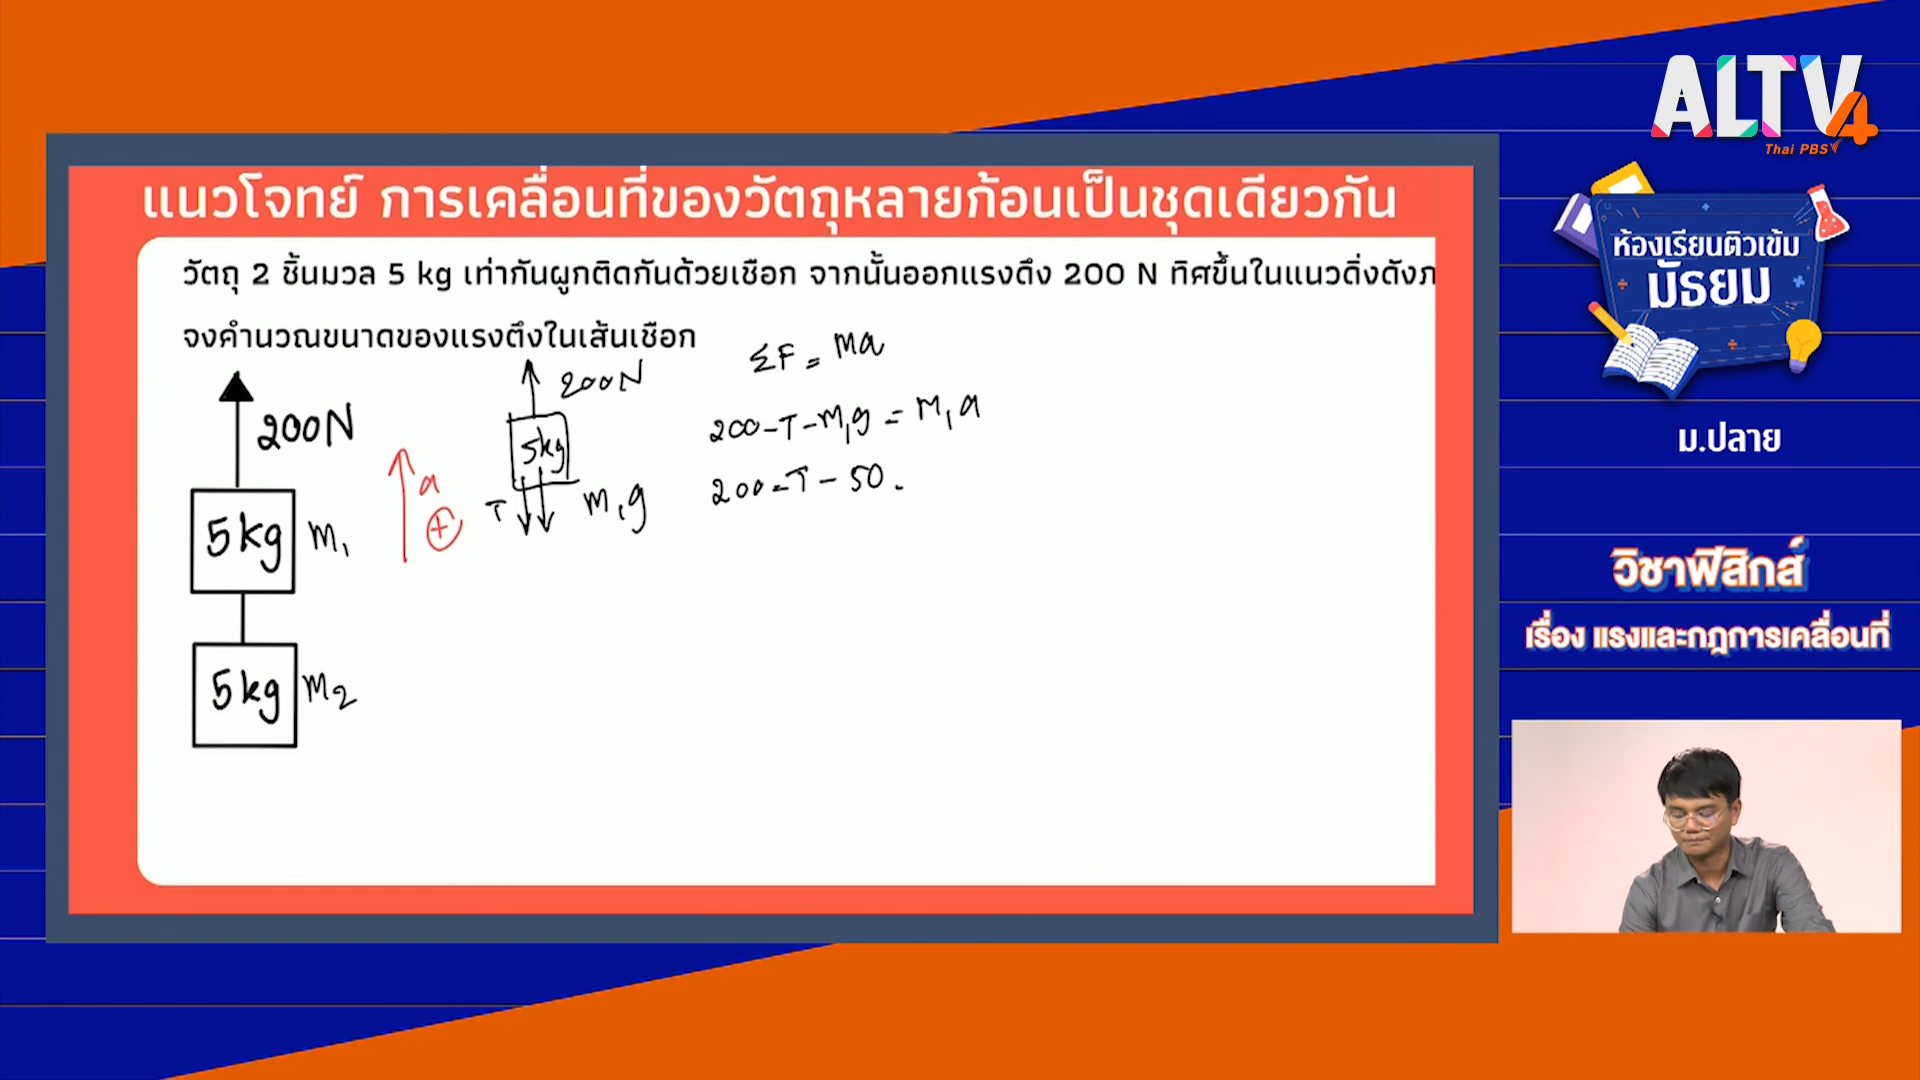 ALTV4
Thai PBS
แนวโจทย์ การเคลื่อนที่ของวัตถุหลายก้อนเป็นชุดเดียวกัน
วัตถุ 2 ชิ้นมวล 5 kg เท่ากันผูกติดกันด้วยเชือก จากนั้นออกแรงดึง 200 N ทิศขึ้นในแนวดิ่งดังภ
จงคำนวณขนาดของแรงตึงในเส้นเชือก
ΣF = ma
200N
200N
200-T-m₁g = m₁a
5kg
a
200-T-50
T
m₁g
+
5kg
m₁
5kg
m2
ห้องเรียนติวเข้ม
มัธยม
ม.ปลาย
วิชาฟิสิกส์
เรื่อง แรงและกฎการเคลื่อนที่